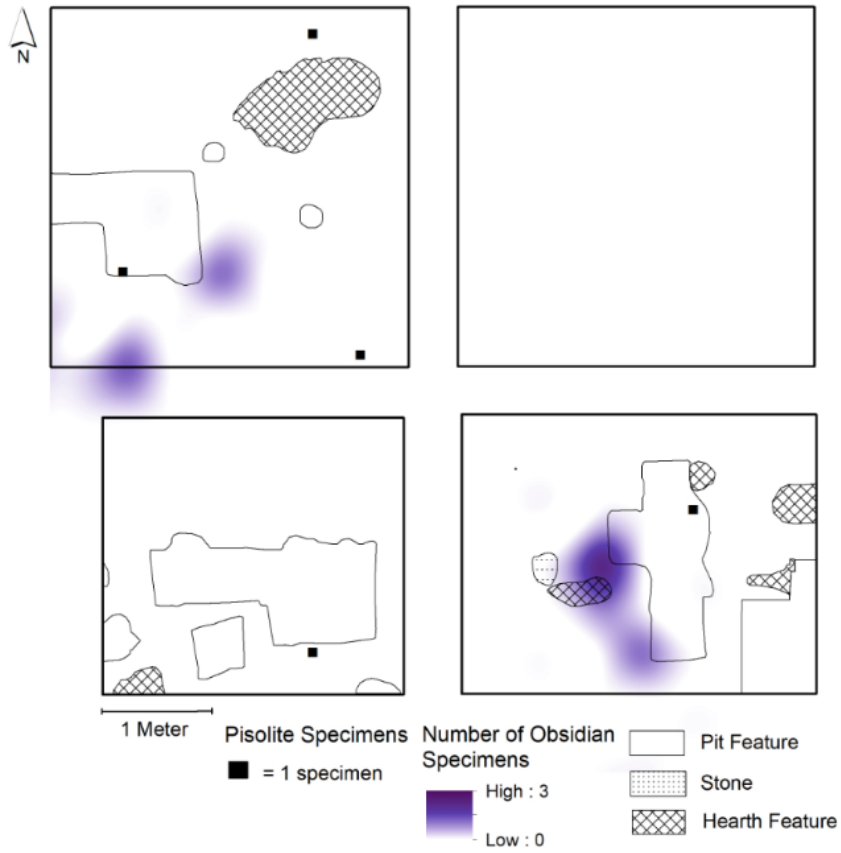 N
1 Meter
Pisolite Specimens
= 1 specimen
Number of Obsidian
Specimens
High : 3
Low : 0
Pit Feature
Stone
Hearth Feature